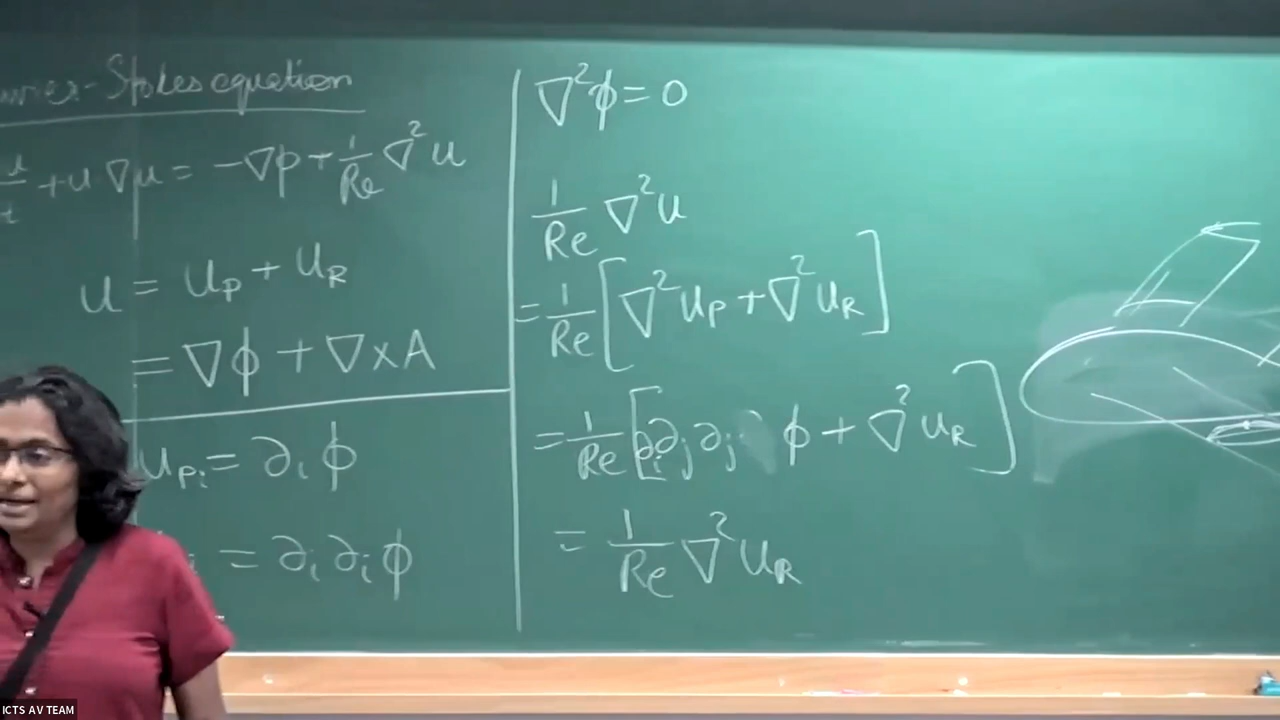 Stokes equation
+ u ∇u = -∇p + 1/Re ∇²u
u = u_P + u_R
= ∇ϕ + ∇×A
u_Pi = ∂_i ϕ
= ∂_i ∂_i ϕ
∇²ϕ = 0
1/Re ∇²u
= 1/Re [∇²u_P + ∇²u_R]
= 1/Re [∂_i ∂_j ∂_j ϕ + ∇²u_R]
= 1/Re ∇²u_R
ICTS AV TEAM